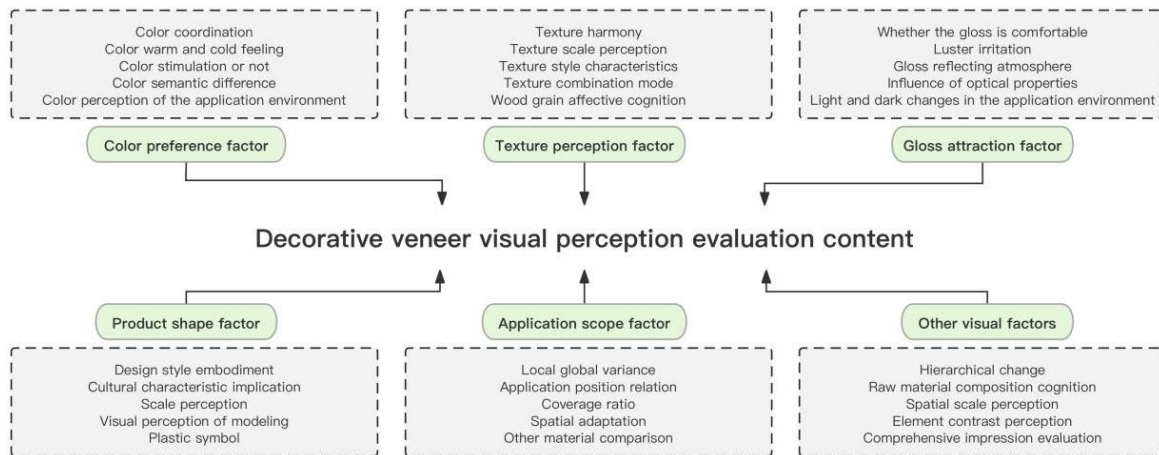 Color coordination
Color warm and cold feeling
Color stimulation or not
Color semantic difference
Color perception of the application environment
Color preference factor
Texture harmony
Texture scale perception
Texture style characteristics
Texture combination mode
Wood grain affective cognition
Texture perception factor
Whether the gloss is comfortable
Luster irritation
Gloss reflecting atmosphere
Influence of optical properties
Light and dark changes in the application environment
Gloss attraction factor
Decorative veneer visual perception evaluation content
Product shape factor
Design style embodiment
Cultural characteristic implication
Scale perception
Visual perception of modeling
Plastic symbol
Application scope factor
Local global variance
Application position relation
Coverage ratio
Spatial adaptation
Other material comparison
Other visual factors
Hierarchical change
Raw material composition cognition
Spatial scale perception
Element contrast perception
Comprehensive impression evaluation